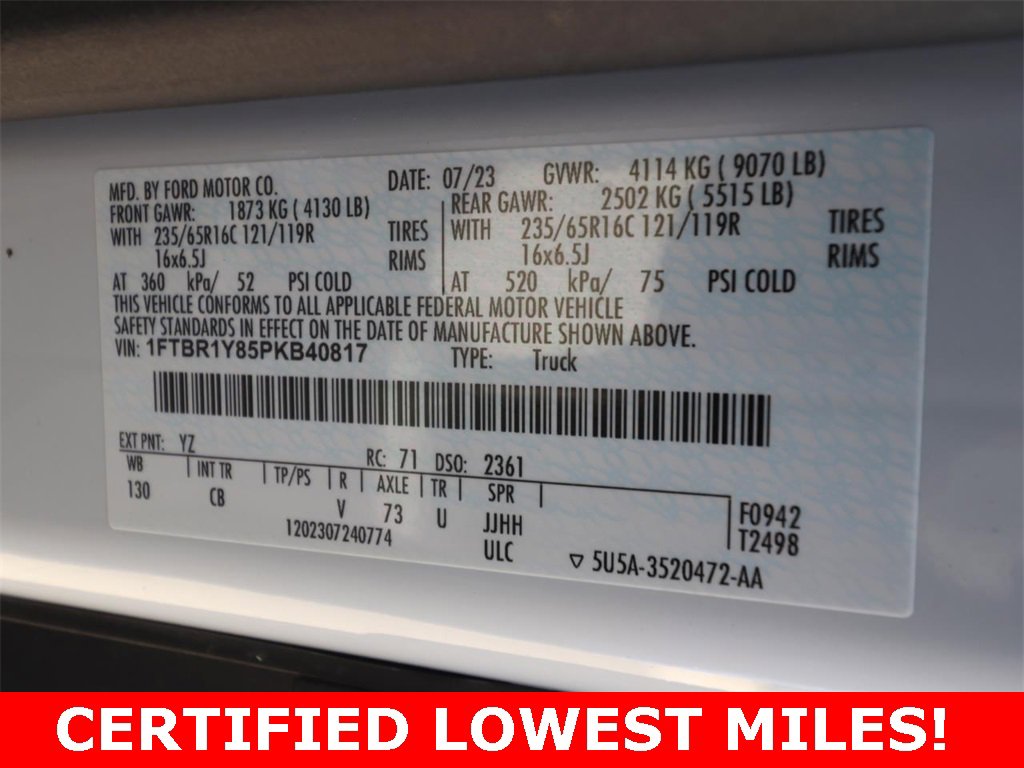 MFD. BY FORD MOTOR CO. DATE: 07/23 GVWR: 4114 KG ( 9070 LB)
FRONT GAWR: 1873 KG ( 4130 LB) REAR GAWR: 2502 KG ( 5515 LB)
WITH 235/65R16C 121/119R TIRES WITH 235/65R16C 121/119R TIRES
16x6.5J RIMS 16x6.5J RIMS
AT 360 kPa/ 52 PSI COLD AT 520 kPa/ 75 PSI COLD
THIS VEHICLE CONFORMS TO ALL APPLICABLE FEDERAL MOTOR VEHICLE
SAFETY STANDARDS IN EFFECT ON THE DATE OF MANUFACTURE SHOWN ABOVE.
VIN: 1FTBR1Y85PKB40817 TYPE: Truck
EXT PNT: YZ RC: 71 DSO: 2361
WB INT TR TP/PS R AXLE TR SPR
130 CB V 73 U JJHH
F0942
T2498
1202307240774 ULC ▽ 5U5A-3520472-AA
CERTIFIED LOWEST MILES!